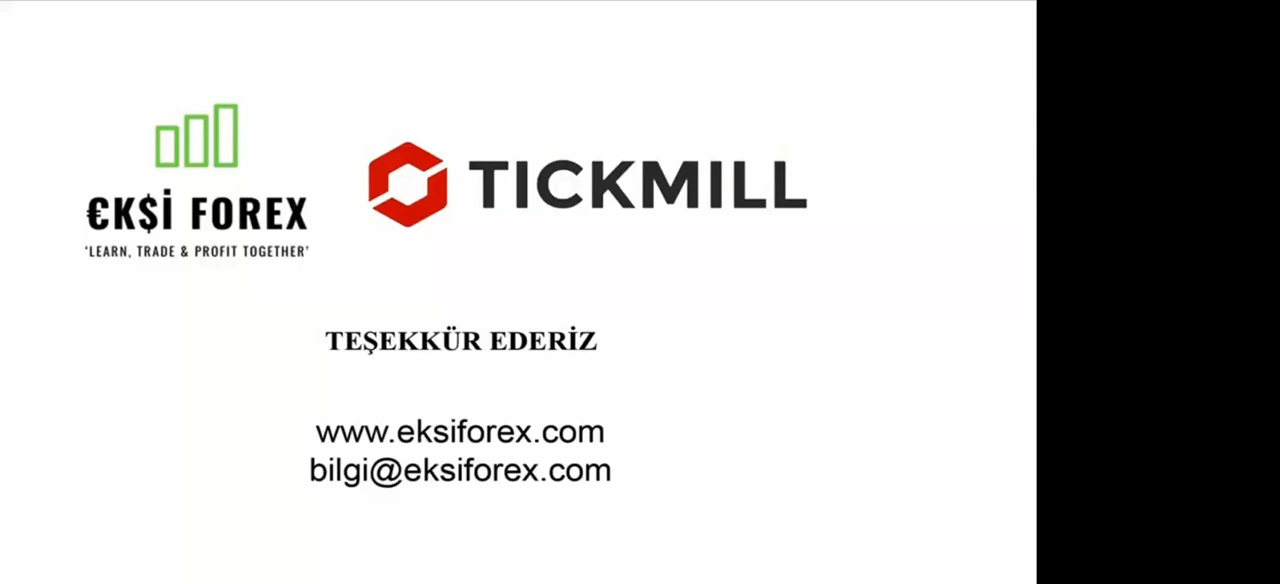 €K$İ FOREX
'LEARN, TRADE & PROFIT TOGETHER'
TICKMILL
TEŞEKKÜR EDERİZ
www.eksiforex.com
bilgi@eksiforex.com